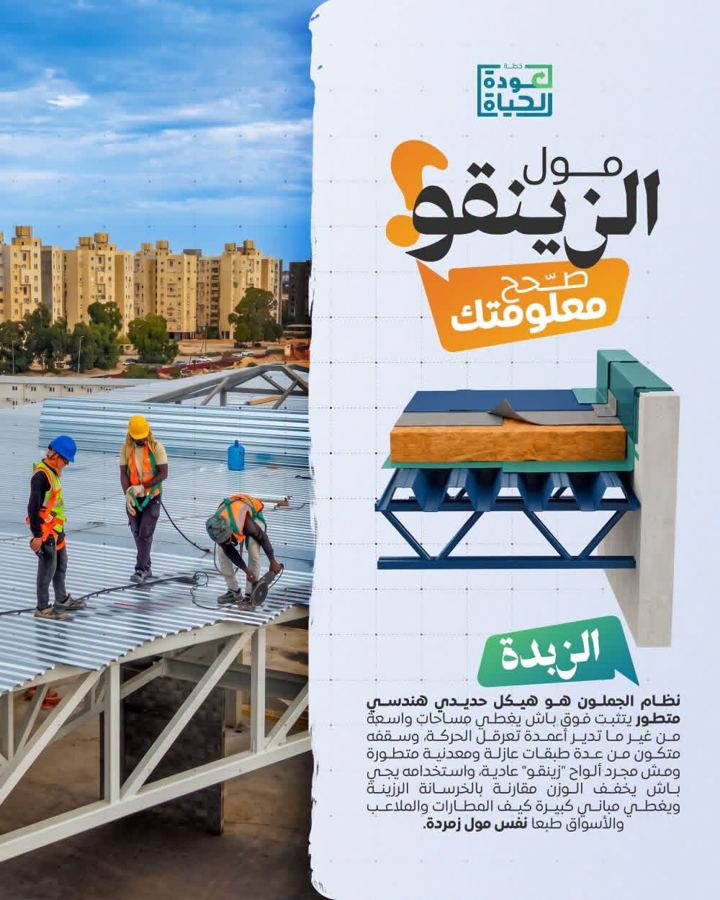 خطة
عودة
الحياة
مول
الزينقو؟
صحّح
معلومتك
الزبدة
نظام الجملون هو هيكل حديدي هندسي
متطور يتثبت فوق باش يغطي مساحات واسعة
من غير ما تدير أعمدة تعرقل الحركة، وسقفه
متكون من عدة طبقات عازلة ومعدنية متطورة
ومش مجرد ألواح "زينقو" عادية، واستخدامه يجي
باش يخفف الوزن مقارنة بالخرسانة الرزينة
ويغطي مباني كبيرة كيف المطارات والملاعب
والأسواق طبعا نفس مول زمردة.